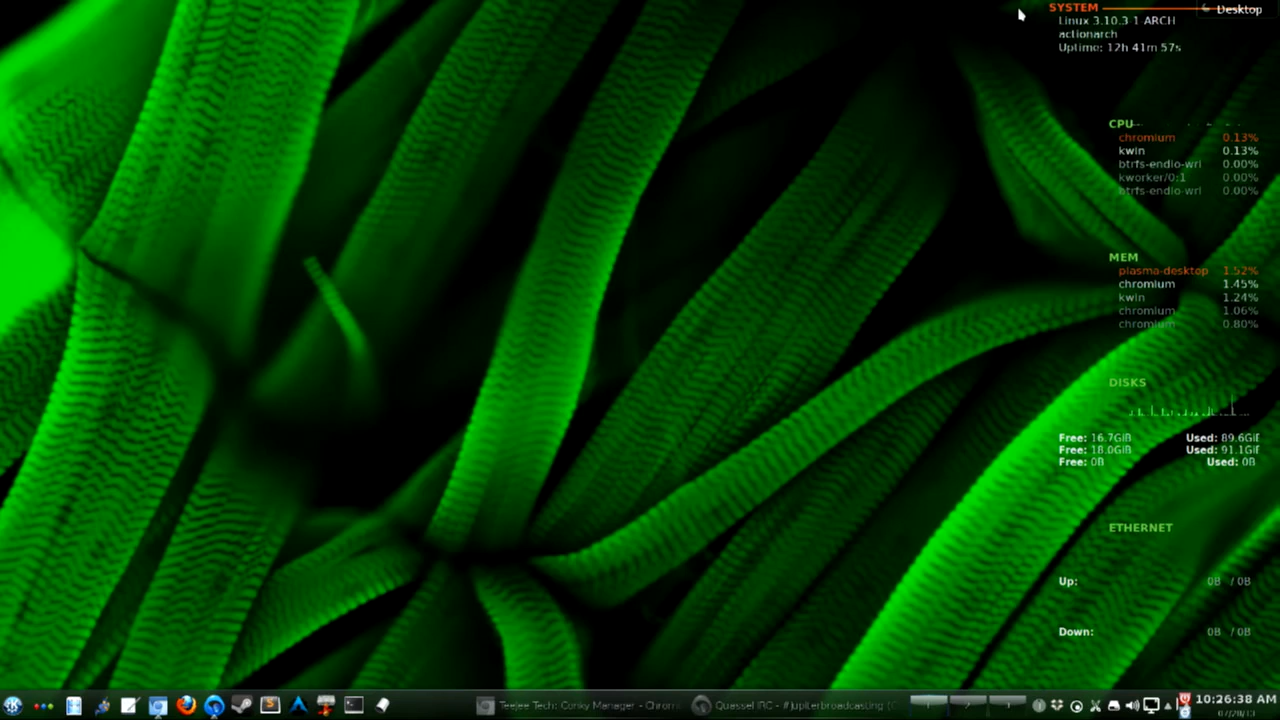 SYSTEM
Desktop
Linux 3.10.3-1-ARCH
actionarch
Uptime: 12h 41m 57s
CPU
chromium 0.13%
kwin 0.13%
btrfs-endio-wri 0.00%
kworker/0:1 0.00%
btrfs-endio-wri 0.00%
MEM
plasma-desktop 1.52%
chromium 1.45%
kwin 1.24%
chromium 1.06%
chromium 0.80%
DISKS
Free: 16.7GiB Used: 89.6GiB
Free: 18.0GiB Used: 91.1GiB
Free: 0B Used: 0B
ETHERNET
Up: 0B / 0B
Down: 0B / 0B
Teejee Tech: Conky Manager - Chromi
Quassel IRC - #jupiterbroadcasting (
10:26:38 AM